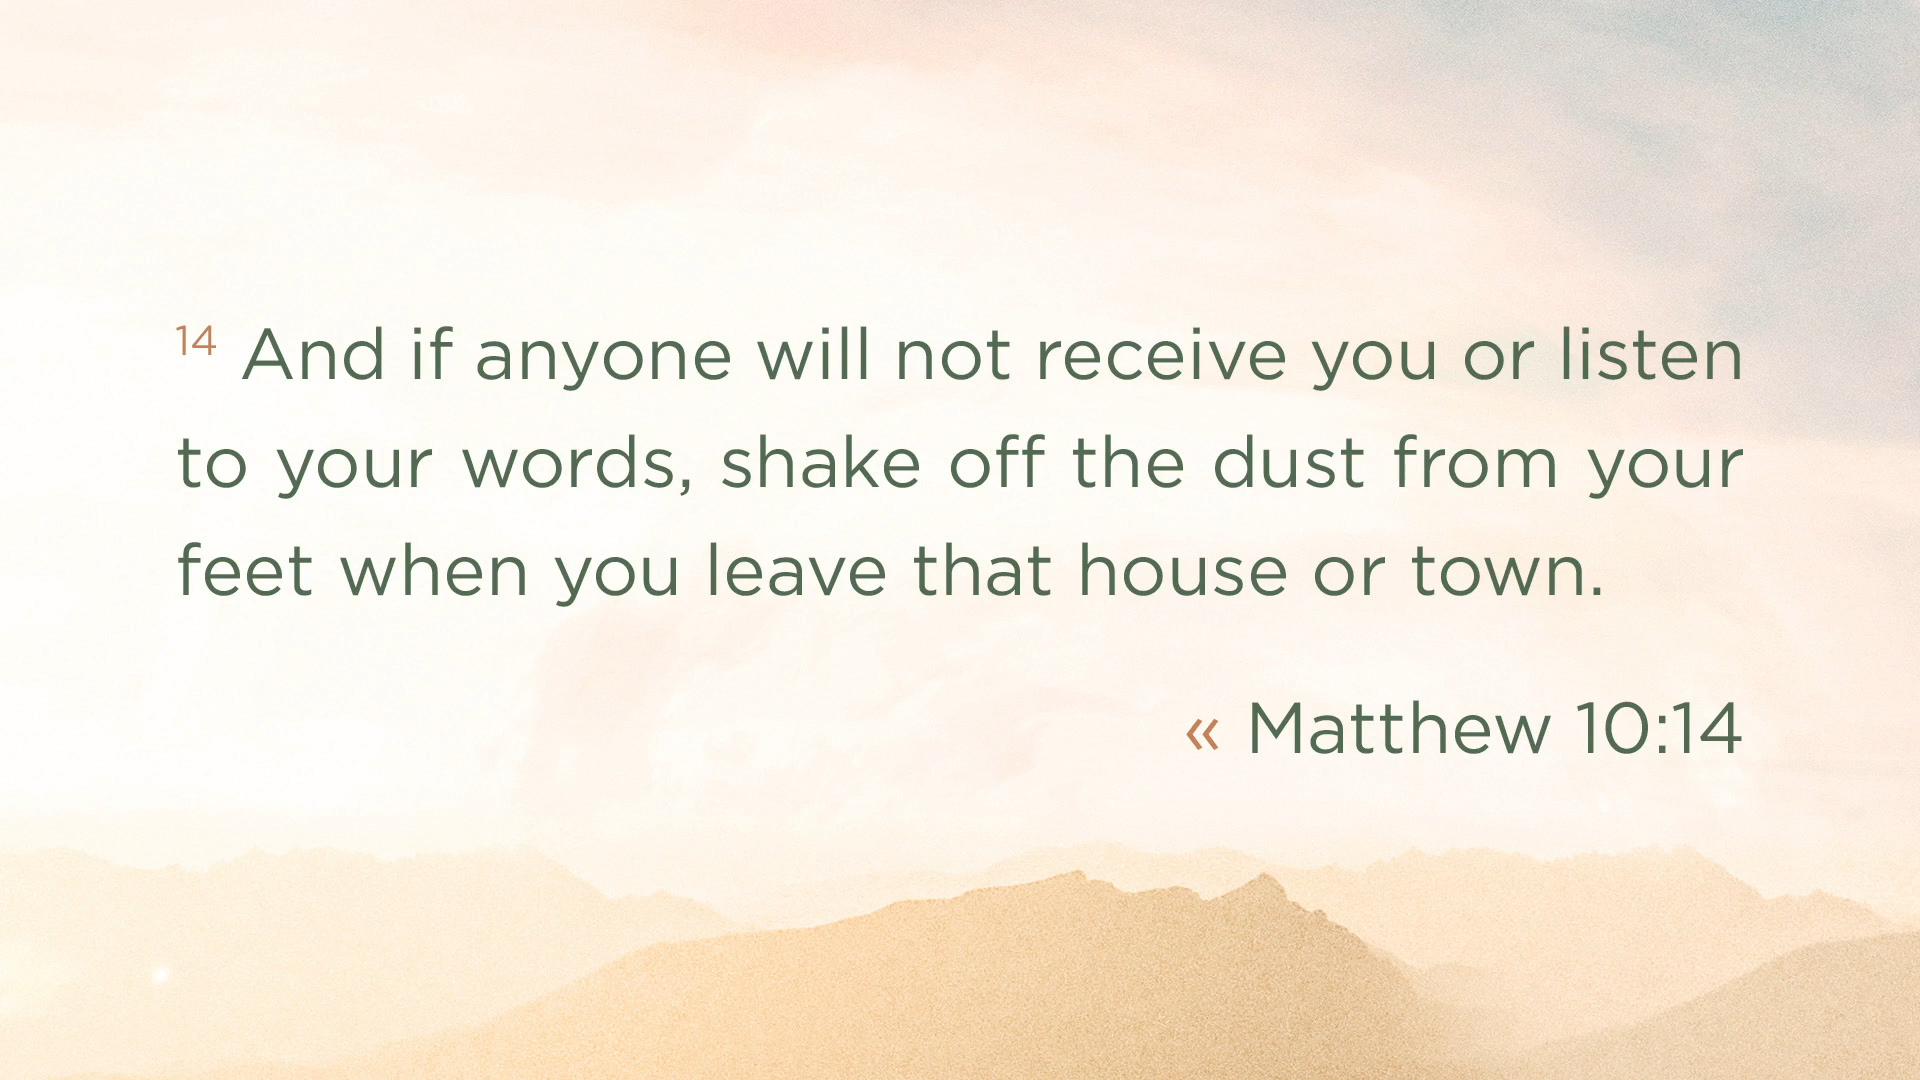 14 And if anyone will not receive you or listen
to your words, shake off the dust from your
feet when you leave that house or town.
« Matthew 10:14